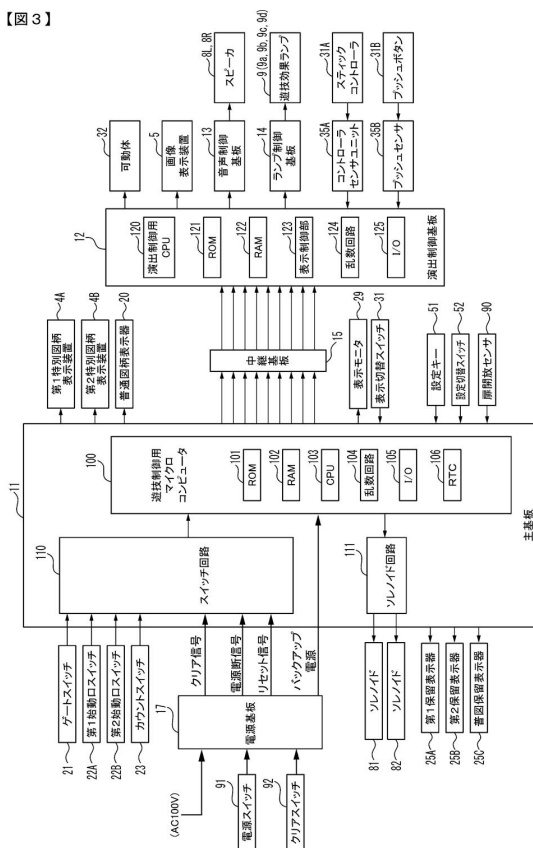 【図3】
ゲートスイッチ
21
第1始動口スイッチ
22A
第2始動口スイッチ
22B
カウントスイッチ
23
(AC100V)
電源スイッチ
91
クリアスイッチ
92
17
電源基板
クリア信号
電源断信号
リセット信号
バックアップ
電源
ソレノイド
81
ソレノイド
82
第1保留表示器
25A
第2保留表示器
25B
普図保留表示器
25C
11
110
スイッチ回路
111
ソレノイド回路
100
遊技制御用
マイクロ
コンピュータ
101
ROM
102
RAM
103
CPU
104
乱数回路
105
I/O
106
RTC
主基板
第1特別図柄
表示装置
4A
第2特別図柄
表示装置
4B
普通図柄表示器
20
中継基板
15
表示モニタ
29
表示切替スイッチ
31
設定キー
51
設定切替スイッチ
52
扉開放センサ
90
12
120
演出制御用
CPU
121
ROM
122
RAM
123
表示制御部
124
乱数回路
125
I/O
演出制御基板
可動体
32
画像
表示装置
5
音声制御
基板
13
スピーカ
8L, 8R
ランプ制御
基板
14
遊技効果ランプ
9 (9a, 9b, 9c, 9d)
コントローラ
センサユニット
35A
スティック
コントローラ
31A
プッシュセンサ
35B
プッシュボタン
31B